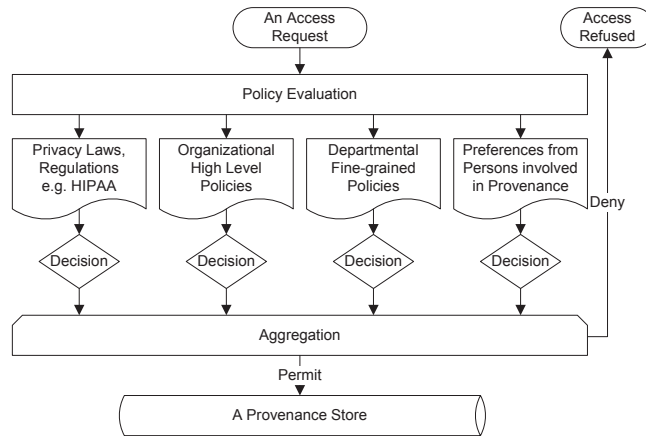 An Access
Request
Access
Refused
Policy Evaluation
Privacy Laws,
Regulations
e.g. HIPAA
Organizational
High Level
Policies
Departmental
Fine-grained
Policies
Preferences from
Persons involved
in Provenance
Deny
Decision
Decision
Decision
Decision
Aggregation
Permit
A Provenance Store